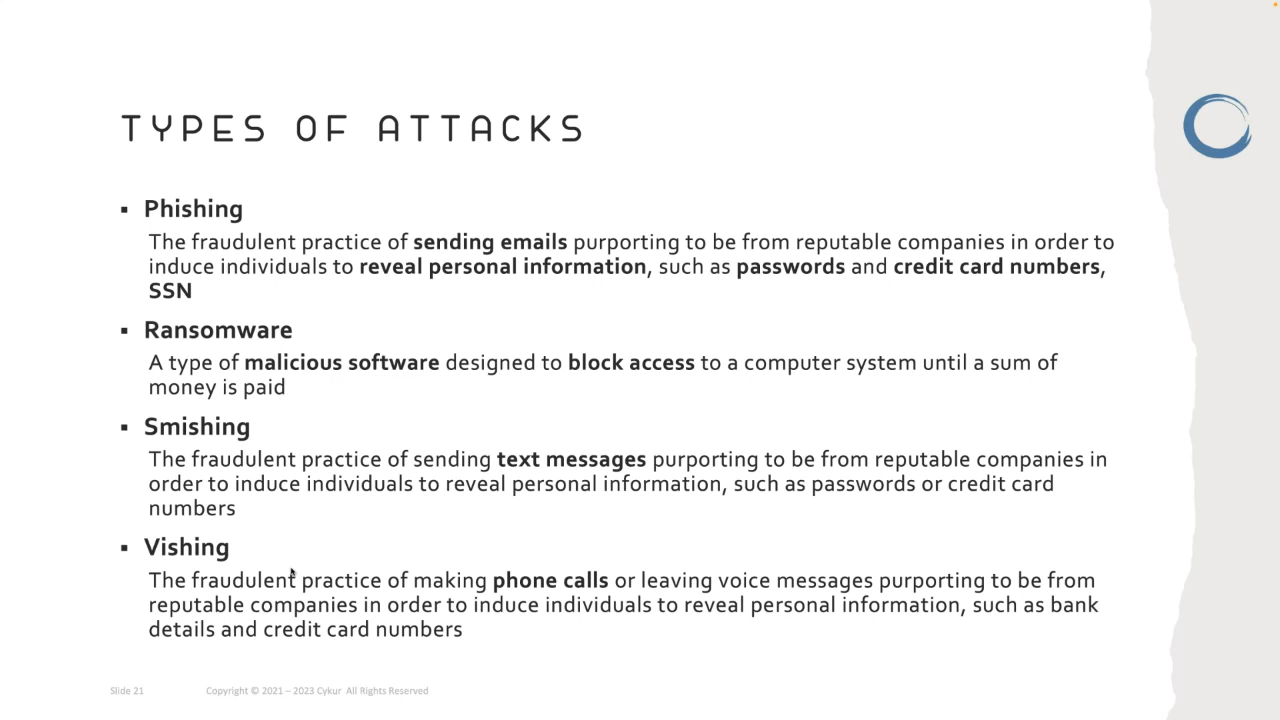 TYPES OF ATTACKS
▪ Phishing
The fraudulent practice of sending emails purporting to be from reputable companies in order to
induce individuals to reveal personal information, such as passwords and credit card numbers,
SSN
▪ Ransomware
A type of malicious software designed to block access to a computer system until a sum of
money is paid
▪ Smishing
The fraudulent practice of sending text messages purporting to be from reputable companies in
order to induce individuals to reveal personal information, such as passwords or credit card
numbers
▪ Vishing
The fraudulent practice of making phone calls or leaving voice messages purporting to be from
reputable companies in order to induce individuals to reveal personal information, such as bank
details and credit card numbers
Slide 21 Copyright © 2021 – 2023 Cykur All Rights Reserved